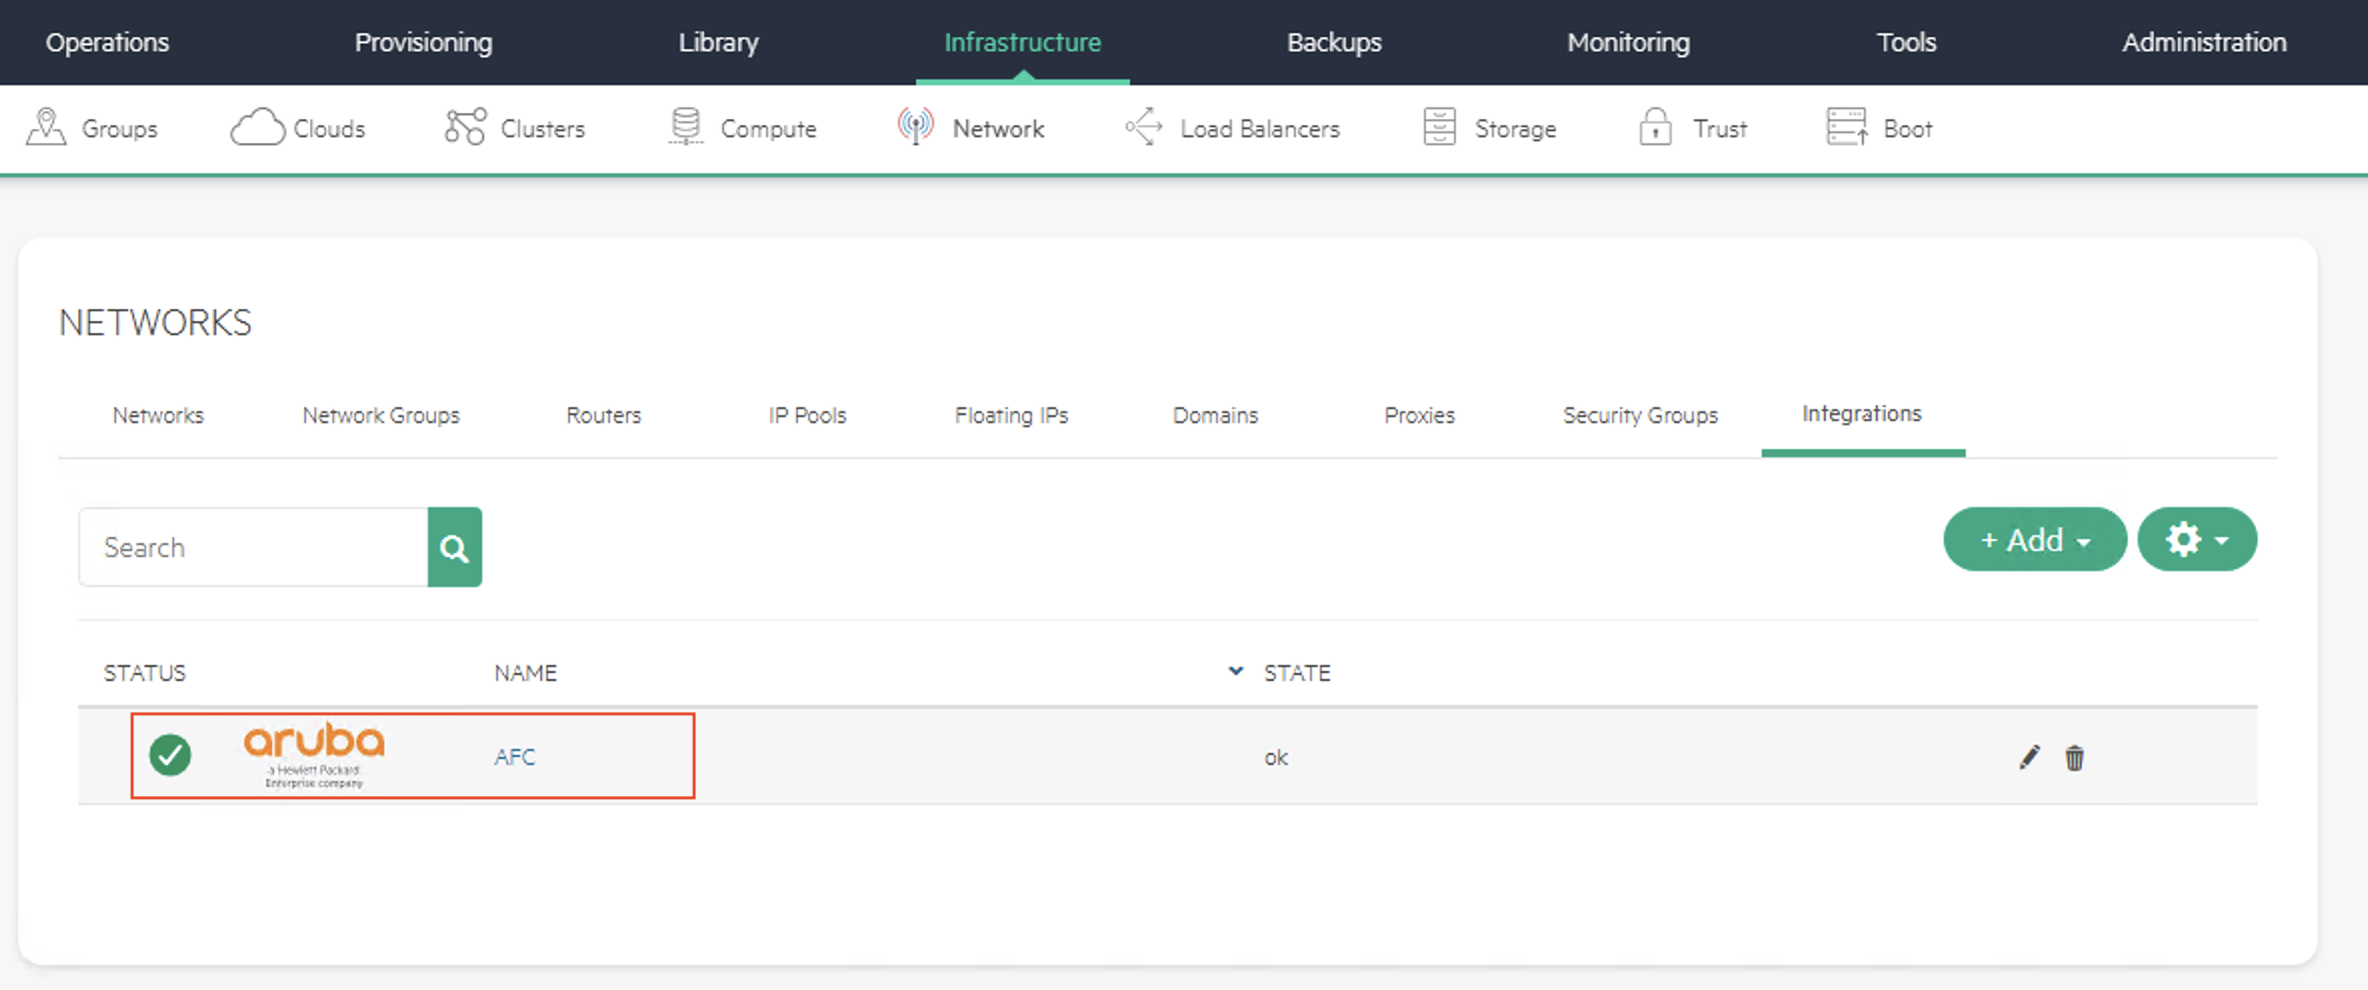 Operations Provisioning Library Infrastructure Backups Monitoring Tools Administration
Groups Clouds Clusters Compute Network Load Balancers Storage Trust Boot
NETWORKS
Networks Network Groups Routers IP Pools Floating IPs Domains Proxies Security Groups Integrations
Search + Add
STATUS NAME STATE
aruba
a Hewlett Packard
Enterprise company
AFC ok